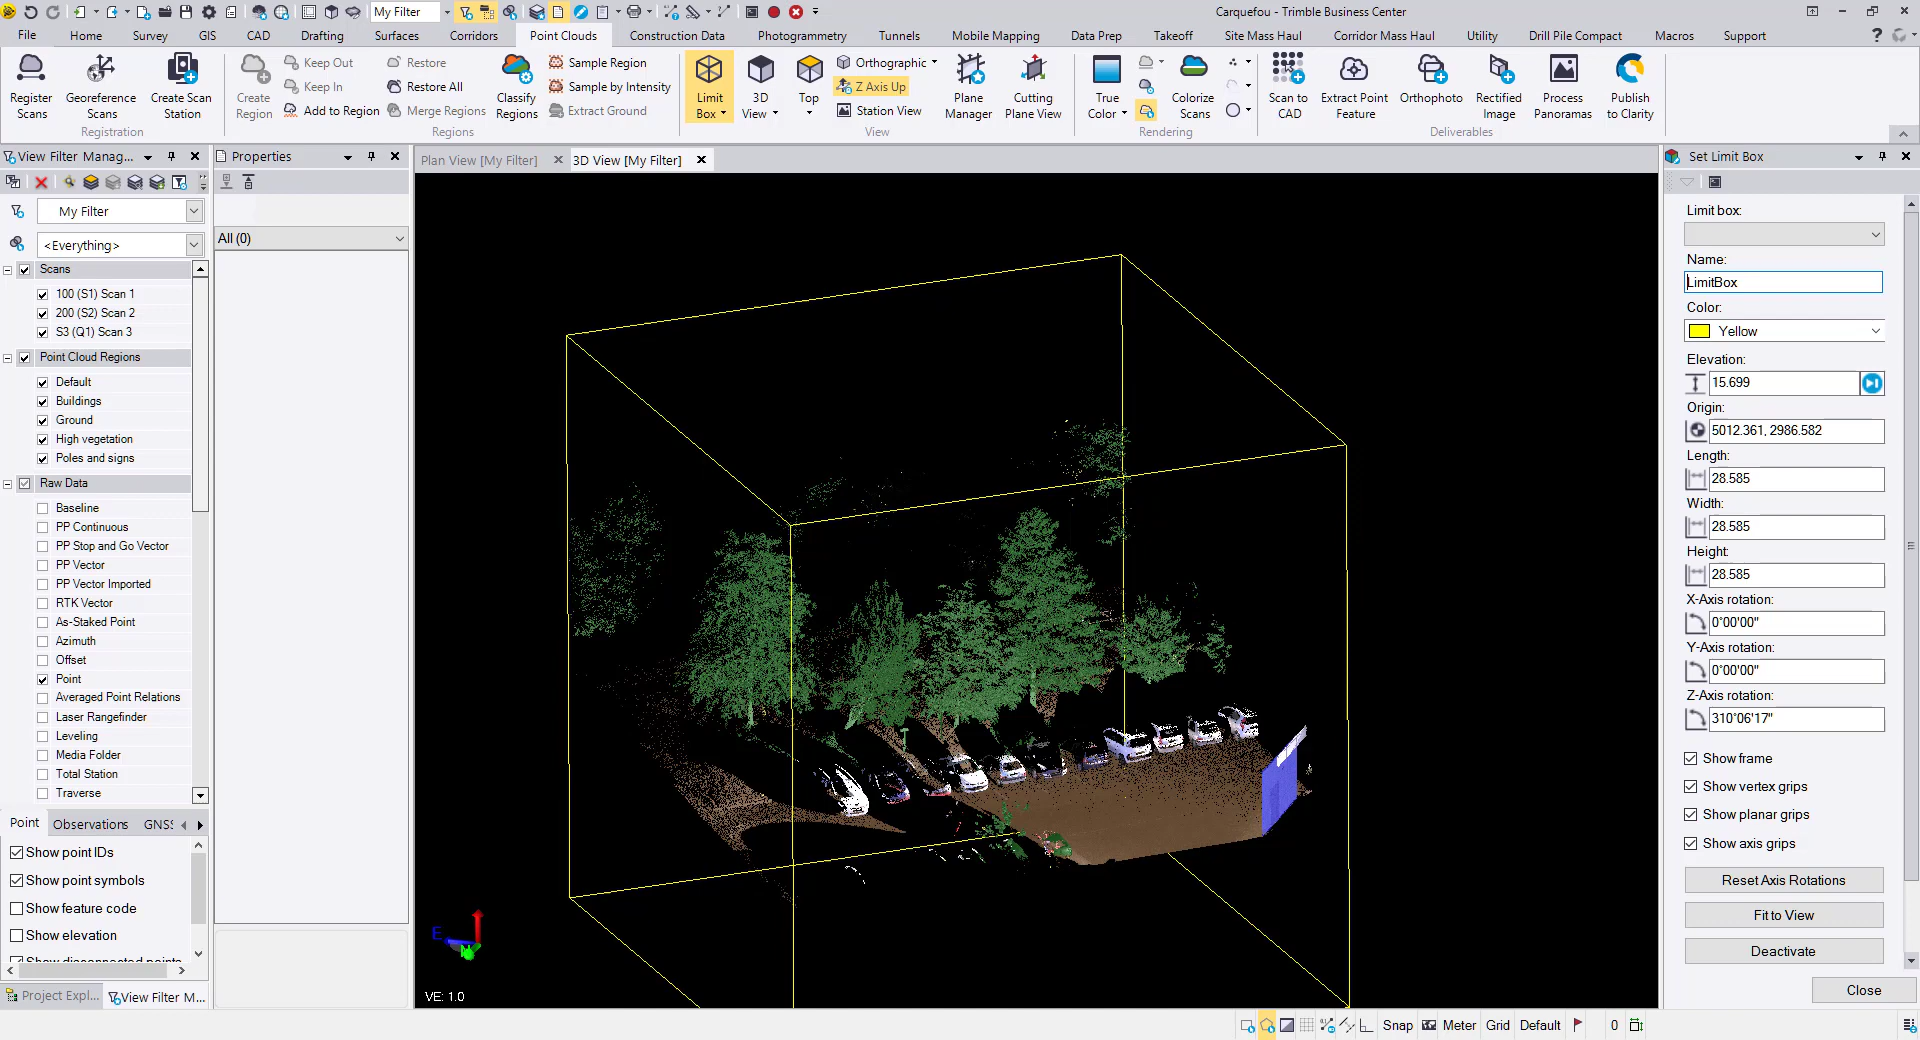 My Filter
Carquefou - Trimble Business Center
File Home Survey GIS CAD Drafting Surfaces Corridors Point Clouds Construction Data Photogrammetry Tunnels Mobile Mapping Data Prep Takeoff Site Mass Haul Corridor Mass Haul Utility Drill Pile Compact Macros Support
Register Scans
Georeference Scans
Create Scan Station
Registration
Create Region
Keep Out
Keep In
Add to Region
Restore
Restore All
Merge Regions
Classify Regions
Sample Region
Sample by Intensity
Extract Ground
Regions
Limit Box
3D View
Top
Orthographic
Z Axis Up
Station View
Plane Manager
Cutting Plane View
View
True Color
Colorize Scans
Rendering
Scan to CAD
Extract Point Feature
Orthophoto
Rectified Image
Process Panoramas
Publish to Clarity
Deliverables
View Filter Manag...
My Filter
<Everything>
Scans
100 (S1) Scan 1
200 (S2) Scan 2
S3 (Q1) Scan 3
Point Cloud Regions
Default
Buildings
Ground
High vegetation
Poles and signs
Raw Data
Baseline
PP Continuous
PP Stop and Go Vector
PP Vector
PP Vector Imported
RTK Vector
As-Staked Point
Azimuth
Offset
Point
Averaged Point Relations
Laser Rangefinder
Leveling
Media Folder
Total Station
Traverse
Point Observations GNSS
Show point IDs
Show point symbols
Show feature code
Show elevation
Show disconnected points
Project Expl... View Filter M...
Properties
All (0)
Plan View [My Filter]
3D View [My Filter]
E
N
VE: 1.0
Set Limit Box
Limit box:
Name:
LimitBox
Color:
Yellow
Elevation:
15.699
Origin:
5012.361, 2986.582
Length:
28.585
Width:
28.585
Height:
28.585
X-Axis rotation:
0°00'00"
Y-Axis rotation:
0°00'00"
Z-Axis rotation:
310°06'17"
Show frame
Show vertex grips
Show planar grips
Show axis grips
Reset Axis Rotations
Fit to View
Deactivate
Close
Snap Meter Grid Default 0